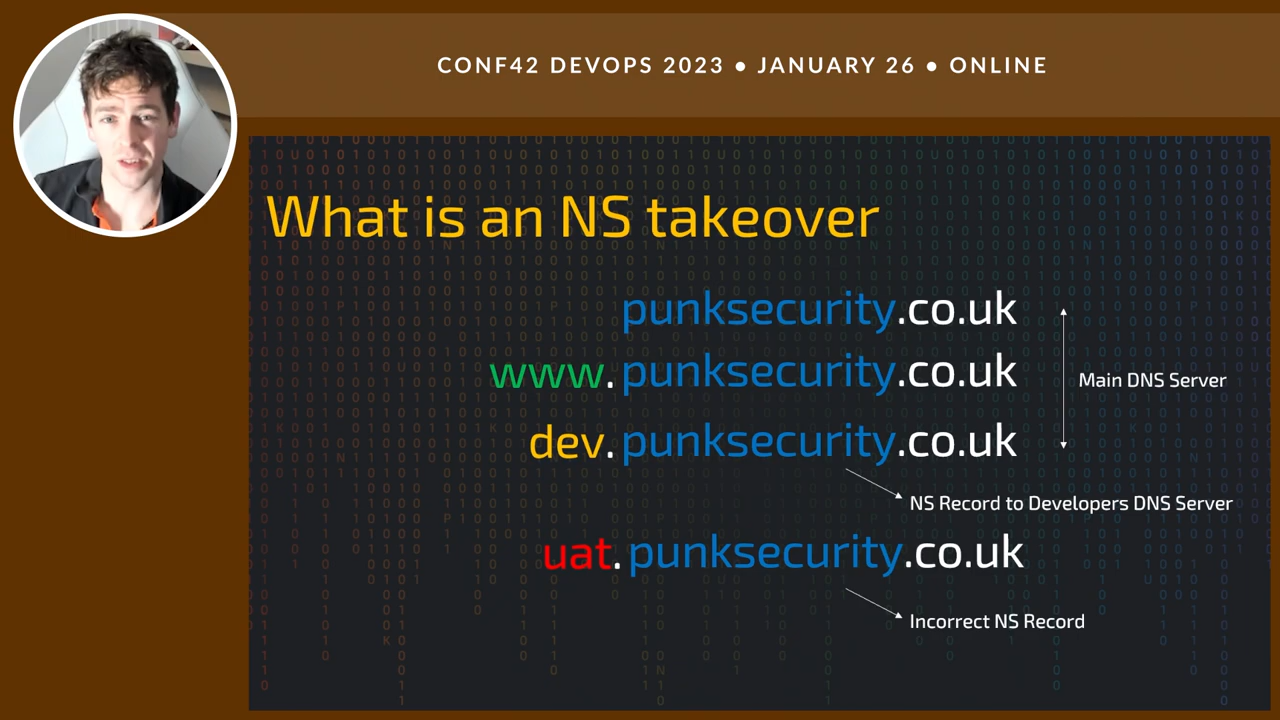 CONF42 DEVOPS 2023 ● JANUARY 26 ● ONLINE
What is an NS takeover
punksecurity.co.uk
www.punksecurity.co.uk
Main DNS Server
dev.punksecurity.co.uk
NS Record to Developers DNS Server
uat.punksecurity.co.uk
Incorrect NS Record